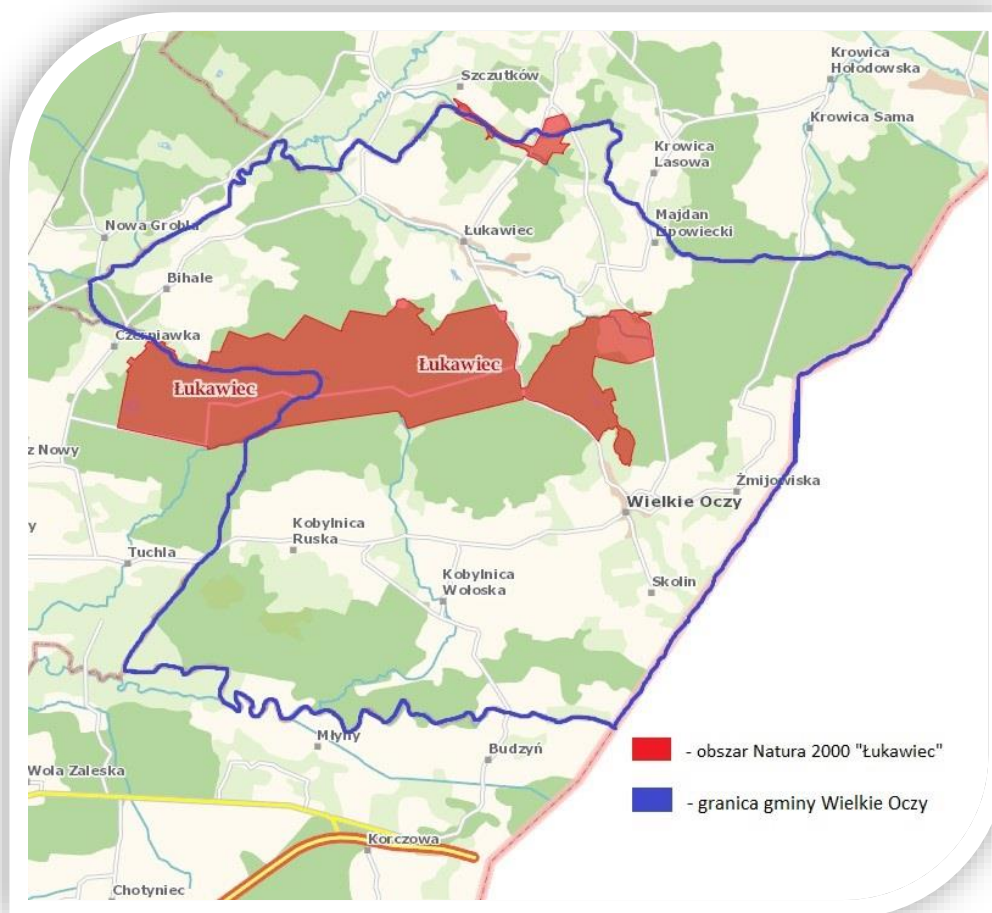 Szczutków
Krowica
Hołodowska
Krowica Sama
Krowica
Lasowa
Nowa Grobla
Majdan
Lipowiecki
Łukawiec
Bihale
Czerniawka
Łukawiec
Łukawiec
z Nowy
Żmijowiska
Wielkie Oczy
y
Kobylnica
Ruska
Tuchla
Kobylnica
Wołoska
Skolin
Młyny
Budzyń
- obszar Natura 2000 "Łukawiec"
Wola Zaleska
- granica gminy Wielkie Oczy
Korczowa
Chotyniec